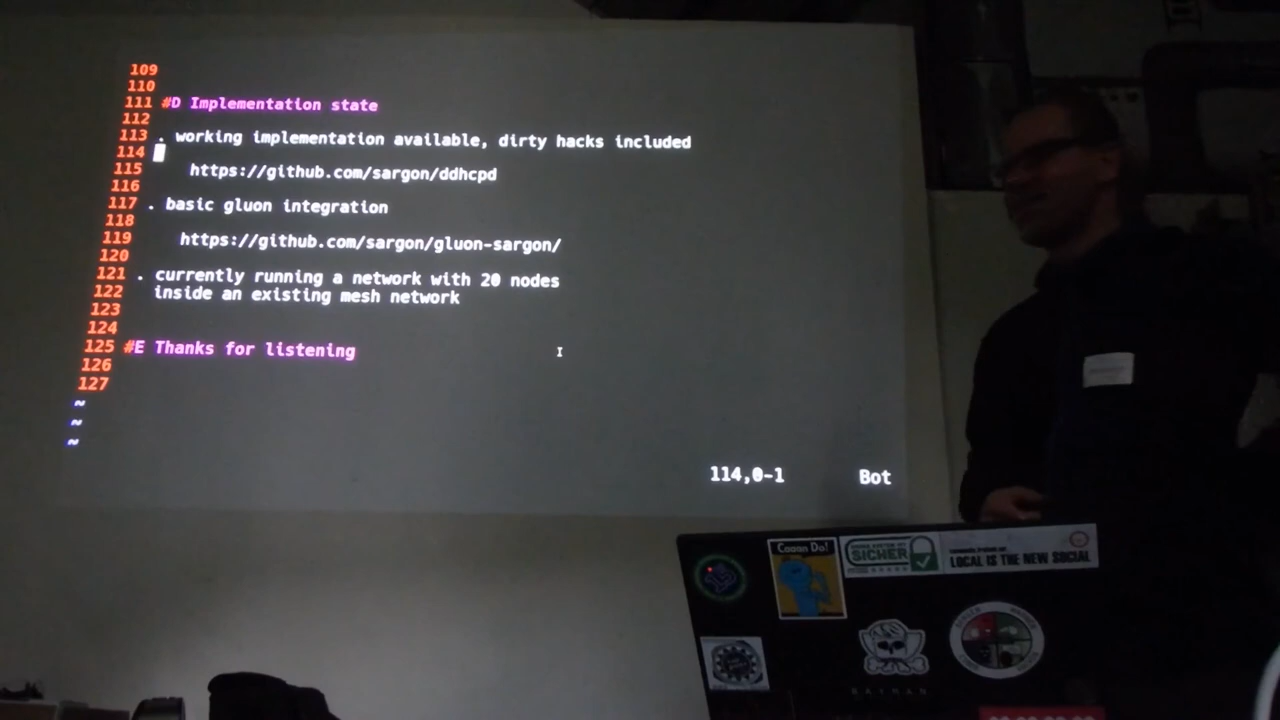 109
110
111 #D Implementation state
112
113 . working implementation available, dirty hacks included
114
115 https://github.com/sargon/ddhcpd
116
117 . basic gluon integration
118
119 https://github.com/sargon/gluon-sargon/
120
121 . currently running a network with 20 nodes
122 inside an existing mesh network
123
124
125 #E Thanks for listening
126
127
~
~
~
114,0-1 Bot
Caaan Do!
SICHER
LOCAL IS THE NEW SOCIAL